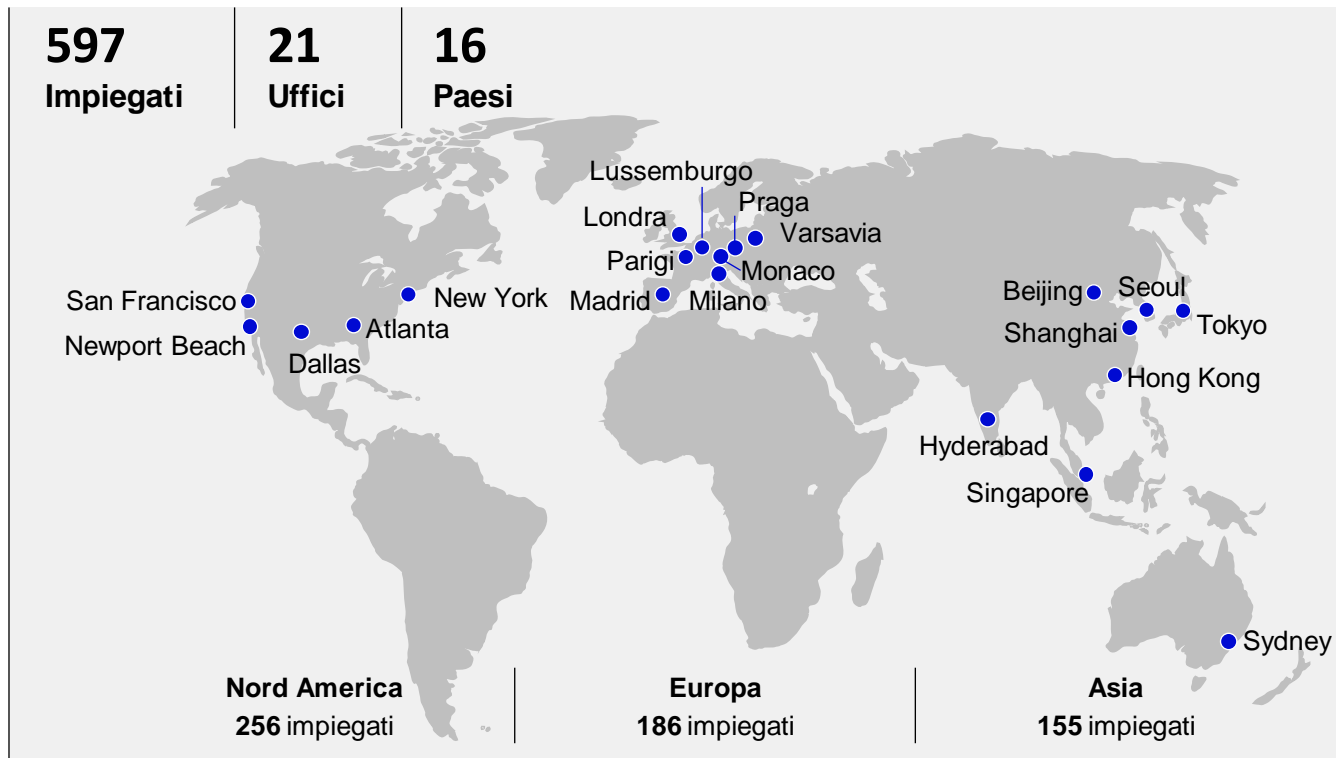 597
Impiegati
21
Uffici
16
Paesi
Lussemburgo
Praga
Londra
Varsavia
Parigi
Monaco
Madrid
Milano
San Francisco
New York
Newport Beach
Atlanta
Dallas
Beijing
Seoul
Shanghai
Tokyo
Hong Kong
Hyderabad
Singapore
Sydney
Nord America
256 impiegati
Europa
186 impiegati
Asia
155 impiegati